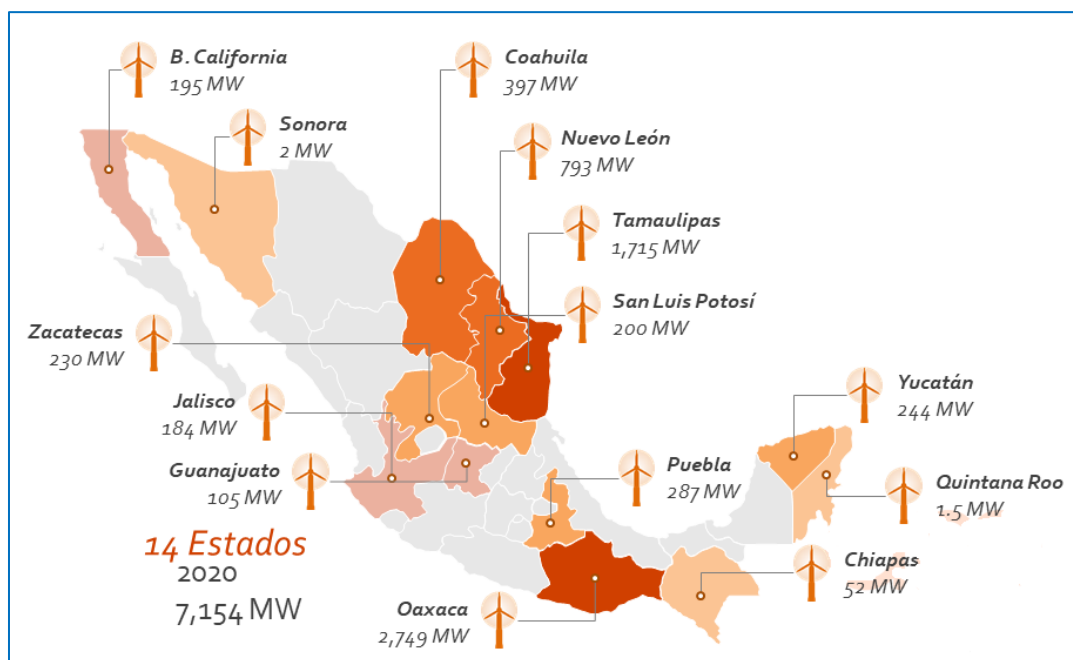 B. California
195 MW
Coahuila
397 MW
Sonora
2 MW
Nuevo León
793 MW
Tamaulipas
1,715 MW
San Luis Potosí
200 MW
Zacatecas
230 MW
Jalisco
184 MW
Guanajuato
105 MW
Yucatán
244 MW
Puebla
287 MW
Quintana Roo
1.5 MW
Chiapas
52 MW
Oaxaca
2,749 MW
14 Estados
2020
7,154 MW